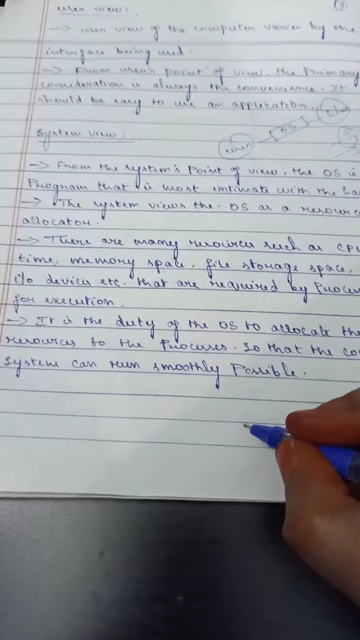 user view:
→ user view of the computer varies by the
interface being used.
→ From user's point of view, the Primary
consideration is always the convenience. It
should be easy to use an application.
user OS
System view:
→ From the system's Point of view, the OS is
Program that is most intimate with the
→ The system views the OS as a
allocator.
→ There are many resources such as CPU
time, memory space, file storage space,
i/o devices etc. that are required by
for execution.
→ It is the duty of the OS to allocate the
resources to the Processes. So that the
system can run smoothly Possible.